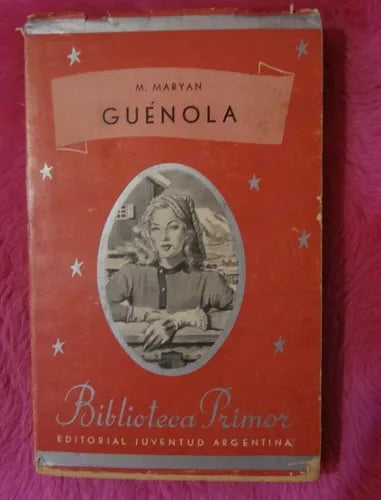 M. MARYAN
GUÉNOLA
Biblioteca Primor
EDITORIAL JUVENTUD ARGENTINA